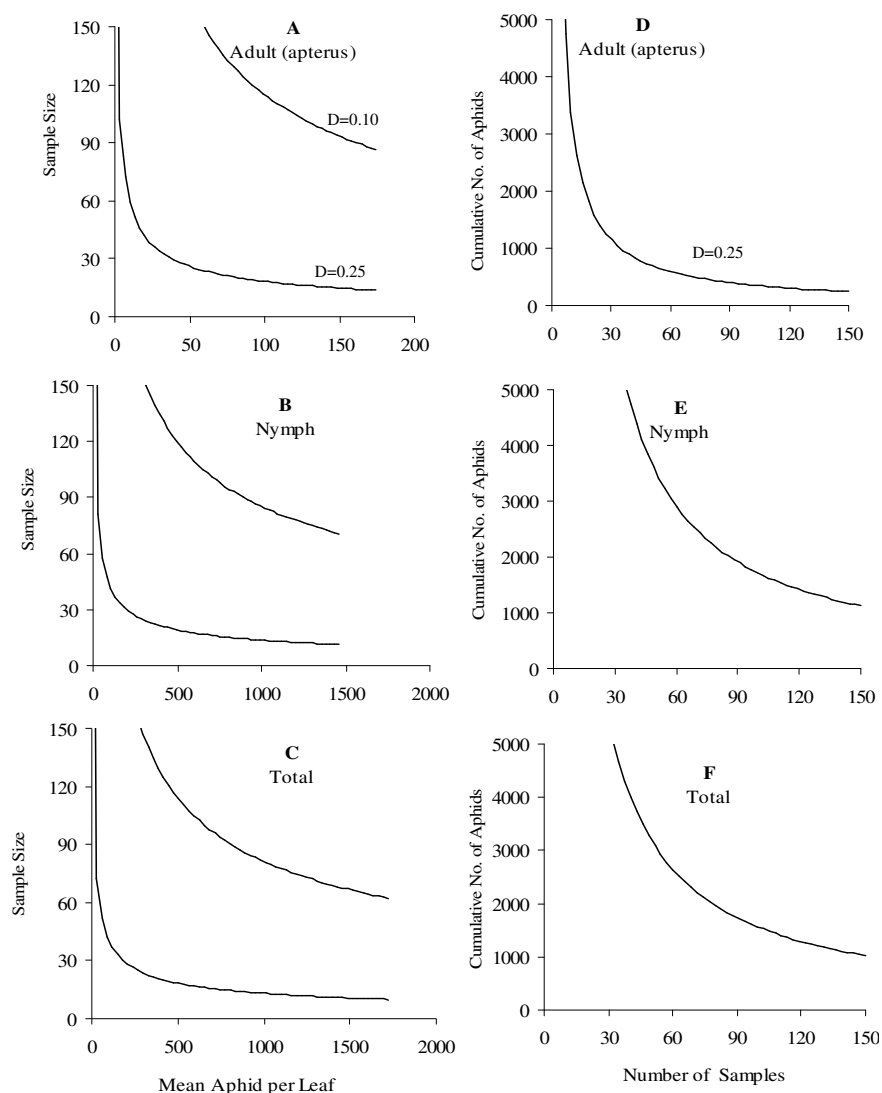 A
Adult (apterus)
Sample Size
150
120
90
60
30
0
D=0.10
D=0.25
0 50 100 150 200
D
Adult (apterus)
Cumulative No. of Aphids
5000
4000
3000
2000
1000
0
D=0.25
0 30 60 90 120 150
B
Nymph
Sample Size
150
120
90
60
30
0
0 500 1000 1500 2000
E
Nymph
Cumulative No. of Aphids
5000
4000
3000
2000
1000
0
0 30 60 90 120 150
C
Total
Sample Size
150
120
90
60
30
0
0 500 1000 1500 2000
Mean Aphid per Leaf
F
Total
Cumulative No. of Aphids
5000
4000
3000
2000
1000
0
0 30 60 90 120 150
Number of Samples